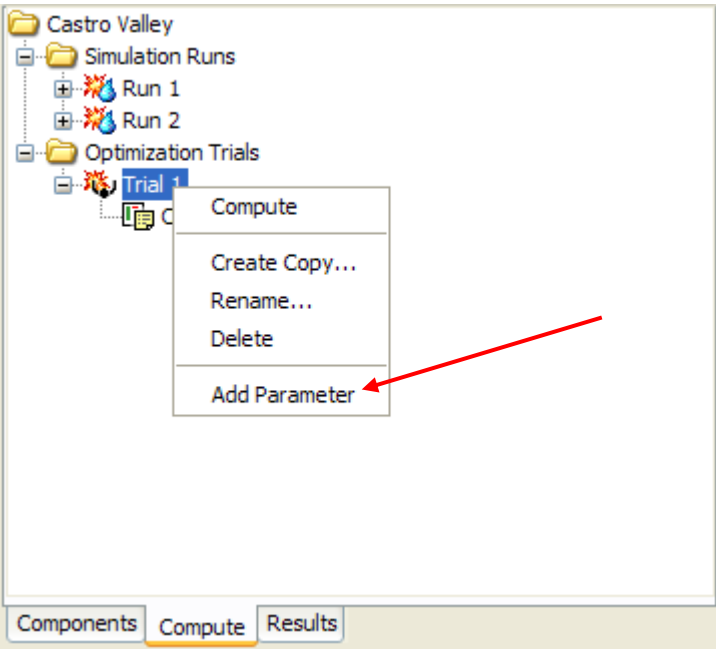 Castro Valley
Simulation Runs
Run 1
Run 2
Optimization Trials
Trial 1
Compute
Create Copy...
Rename...
Delete
Add Parameter
Components Compute Results